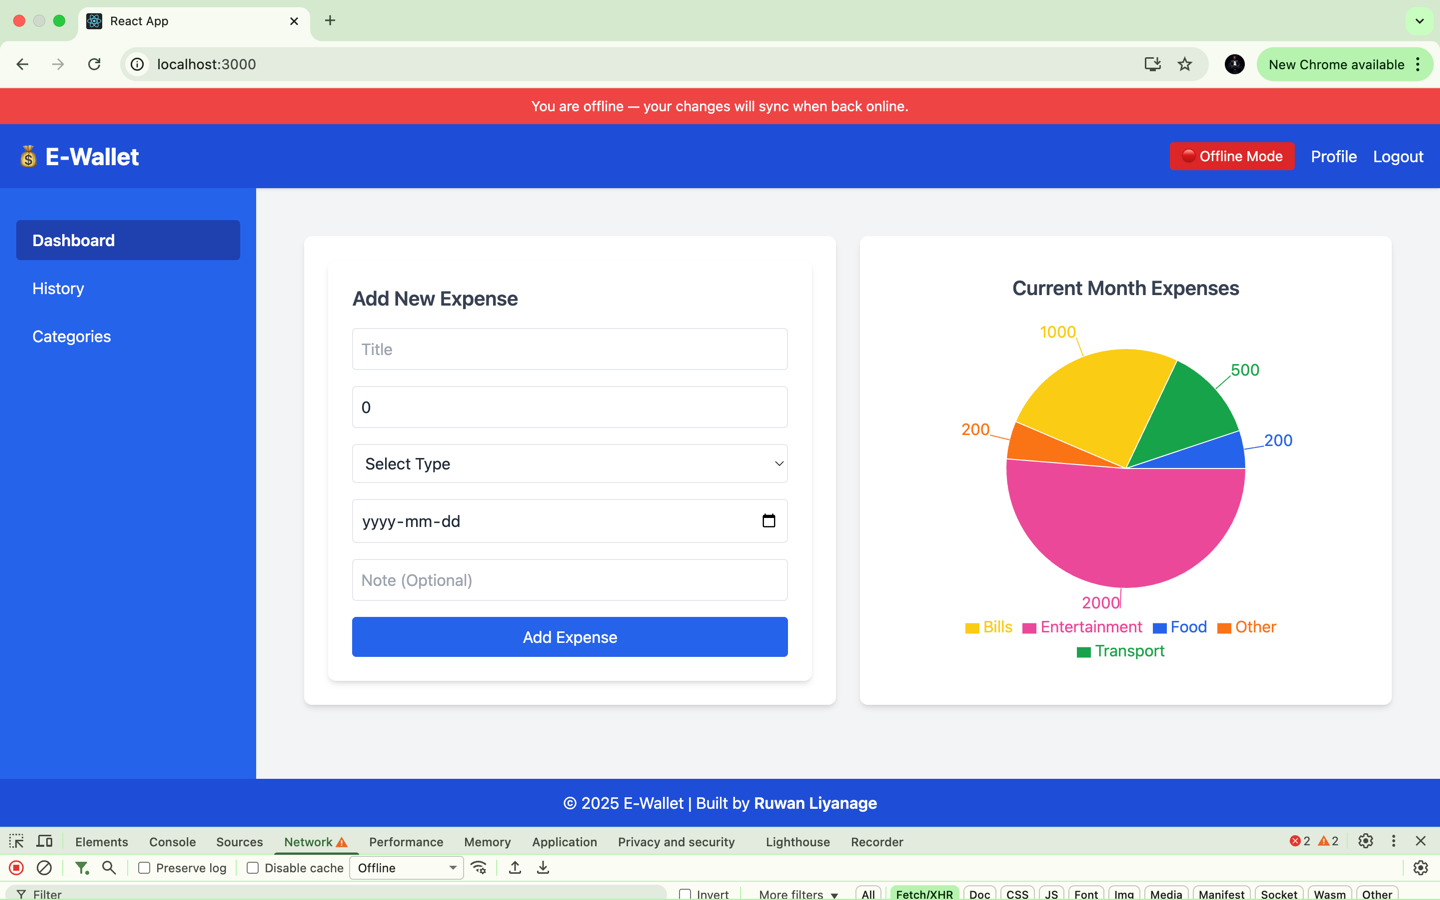 React App
localhost:3000
New Chrome available
You are offline — your changes will sync when back online.
E-Wallet
Offline Mode
Profile
Logout
Dashboard
History
Categories
Add New Expense
Title
0
Select Type
yyyy-mm-dd
Note (Optional)
Add Expense
Current Month Expenses
1000
500
200
200
2000
Bills Entertainment Food Other
Transport
© 2025 E-Wallet | Built by Ruwan Liyanage
Elements Console Sources Network Performance Memory Application Privacy and security Lighthouse Recorder 2 2
Preserve log Disable cache Offline
Filter Invert More filters All Fetch/XHR Doc CSS JS Font Img Media Manifest Socket Wasm Other